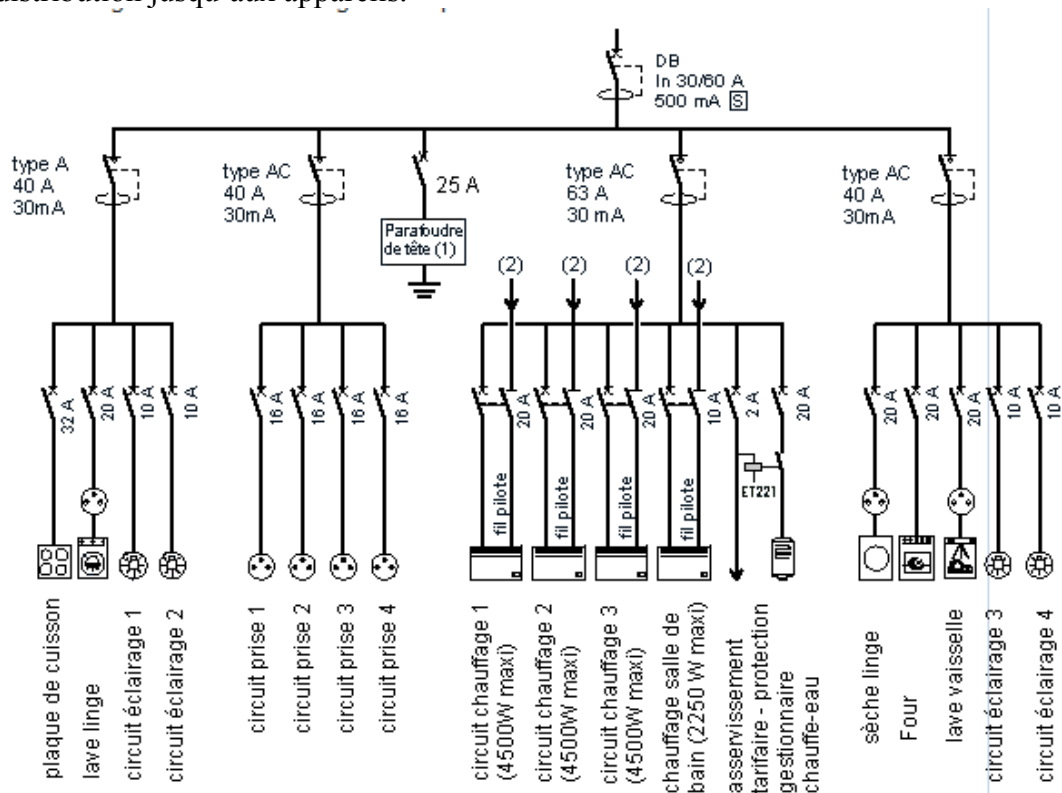 distribution jusqu'aux appareils.
DB
In 30/60 A
500 mA S
type A
40 A
30mA
type AC
40 A
30mA
25 A
Parafoudre
de tête (1)
type AC
63 A
30 mA
type AC
40 A
30mA
(2)
(2)
(2)
(2)
32 A
20 A
10 A
10 A
16 A
16 A
16 A
16 A
20 A
20 A
20 A
10 A
2 A
20 A
20 A
20 A
20 A
10 A
10 A
ET221
fil pilote
fil pilote
fil pilote
fil pilote
plaque de cuisson
lave linge
circuit éclairage 1
circuit éclairage 2
circuit prise 1
circuit prise 2
circuit prise 3
circuit prise 4
circuit chauffage 1
(4500W maxi)
circuit chauffage 2
(4500W maxi)
circuit chauffage 3
(4500W maxi)
chauffage salle de
bain (2250 W maxi)
asservissement
tarifaire - protection
gestionnaire
chauffe-eau
sèche linge
Four
lave vaisselle
circuit éclairage 3
circuit éclairage 4